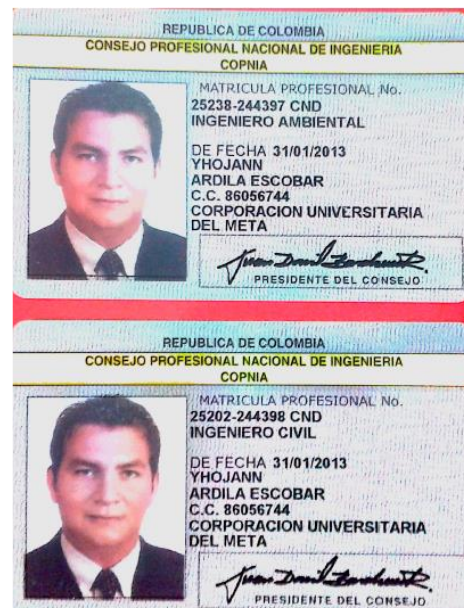 REPUBLICA DE COLOMBIA
CONSEJO PROFESIONAL NACIONAL DE INGENIERIA
COPNIA
MATRICULA PROFESIONAL No.
25238-244397 CND
INGENIERO AMBIENTAL
DE FECHA 31/01/2013
YHOJANN
ARDILA ESCOBAR
C.C. 86056744
CORPORACION UNIVERSITARIA
DEL META
PRESIDENTE DEL CONSEJO
REPUBLICA DE COLOMBIA
CONSEJO PROFESIONAL NACIONAL DE INGENIERIA
COPNIA
MATRICULA PROFESIONAL No.
25202-244398 CND
INGENIERO CIVIL
DE FECHA 31/01/2013
YHOJANN
ARDILA ESCOBAR
C.C. 86056744
CORPORACION UNIVERSITARIA
DEL META
PRESIDENTE DEL CONSEJO